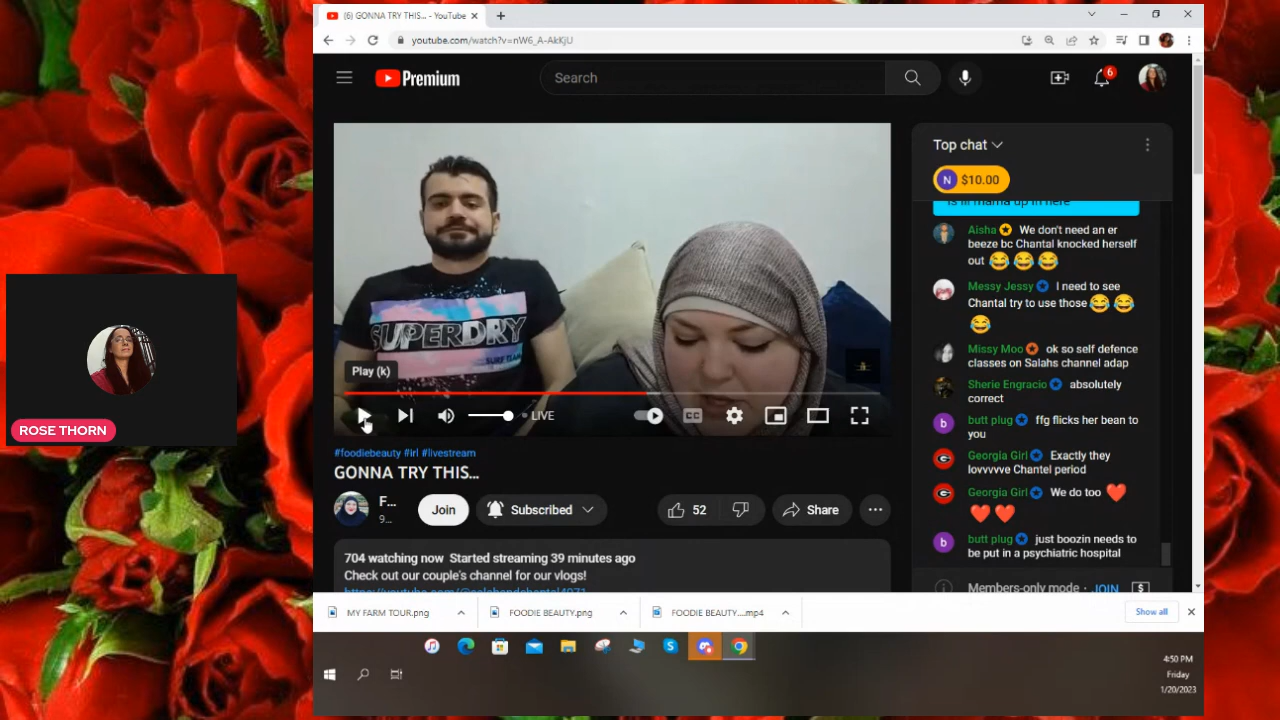 (6) GONNA TRY THIS... - YouTube
youtube.com/watch?v=nW6_A-AkKjU
Premium
Search
6
Top chat
N $10.00
is lil mama up in here
Aisha We don't need an er
beeze bc Chantal knocked herself
out 😂😂😂
Messy Jessy I need to see
Chantal try to use those 😂😂
😂
Missy Moo ok so self defence
classes on Salahs channel adap
Sherie Engracio absolutely
correct
b butt plug ffg flicks her bean to
you
G Georgia Girl Exactly they
lovvvvve Chantel period
G Georgia Girl We do too ❤️
❤️❤️
b butt plug just boozin needs to
be put in a psychiatric hospital
Members-only mode · JOIN $
SUPERDRY
SURF TEAM
Play (k)
LIVE
CC
#foodiebeauty #irl #livestream
GONNA TRY THIS...
F...
9...
Join
Subscribed
52
Share
704 watching now Started streaming 39 minutes ago
Check out our couple's channel for our vlogs!
ROSE THORN
MY FARM TOUR.png
FOODIE BEAUTY.png
FOODIE BEAUTY....mp4
Show all
4:50 PM
Friday
1/20/2023